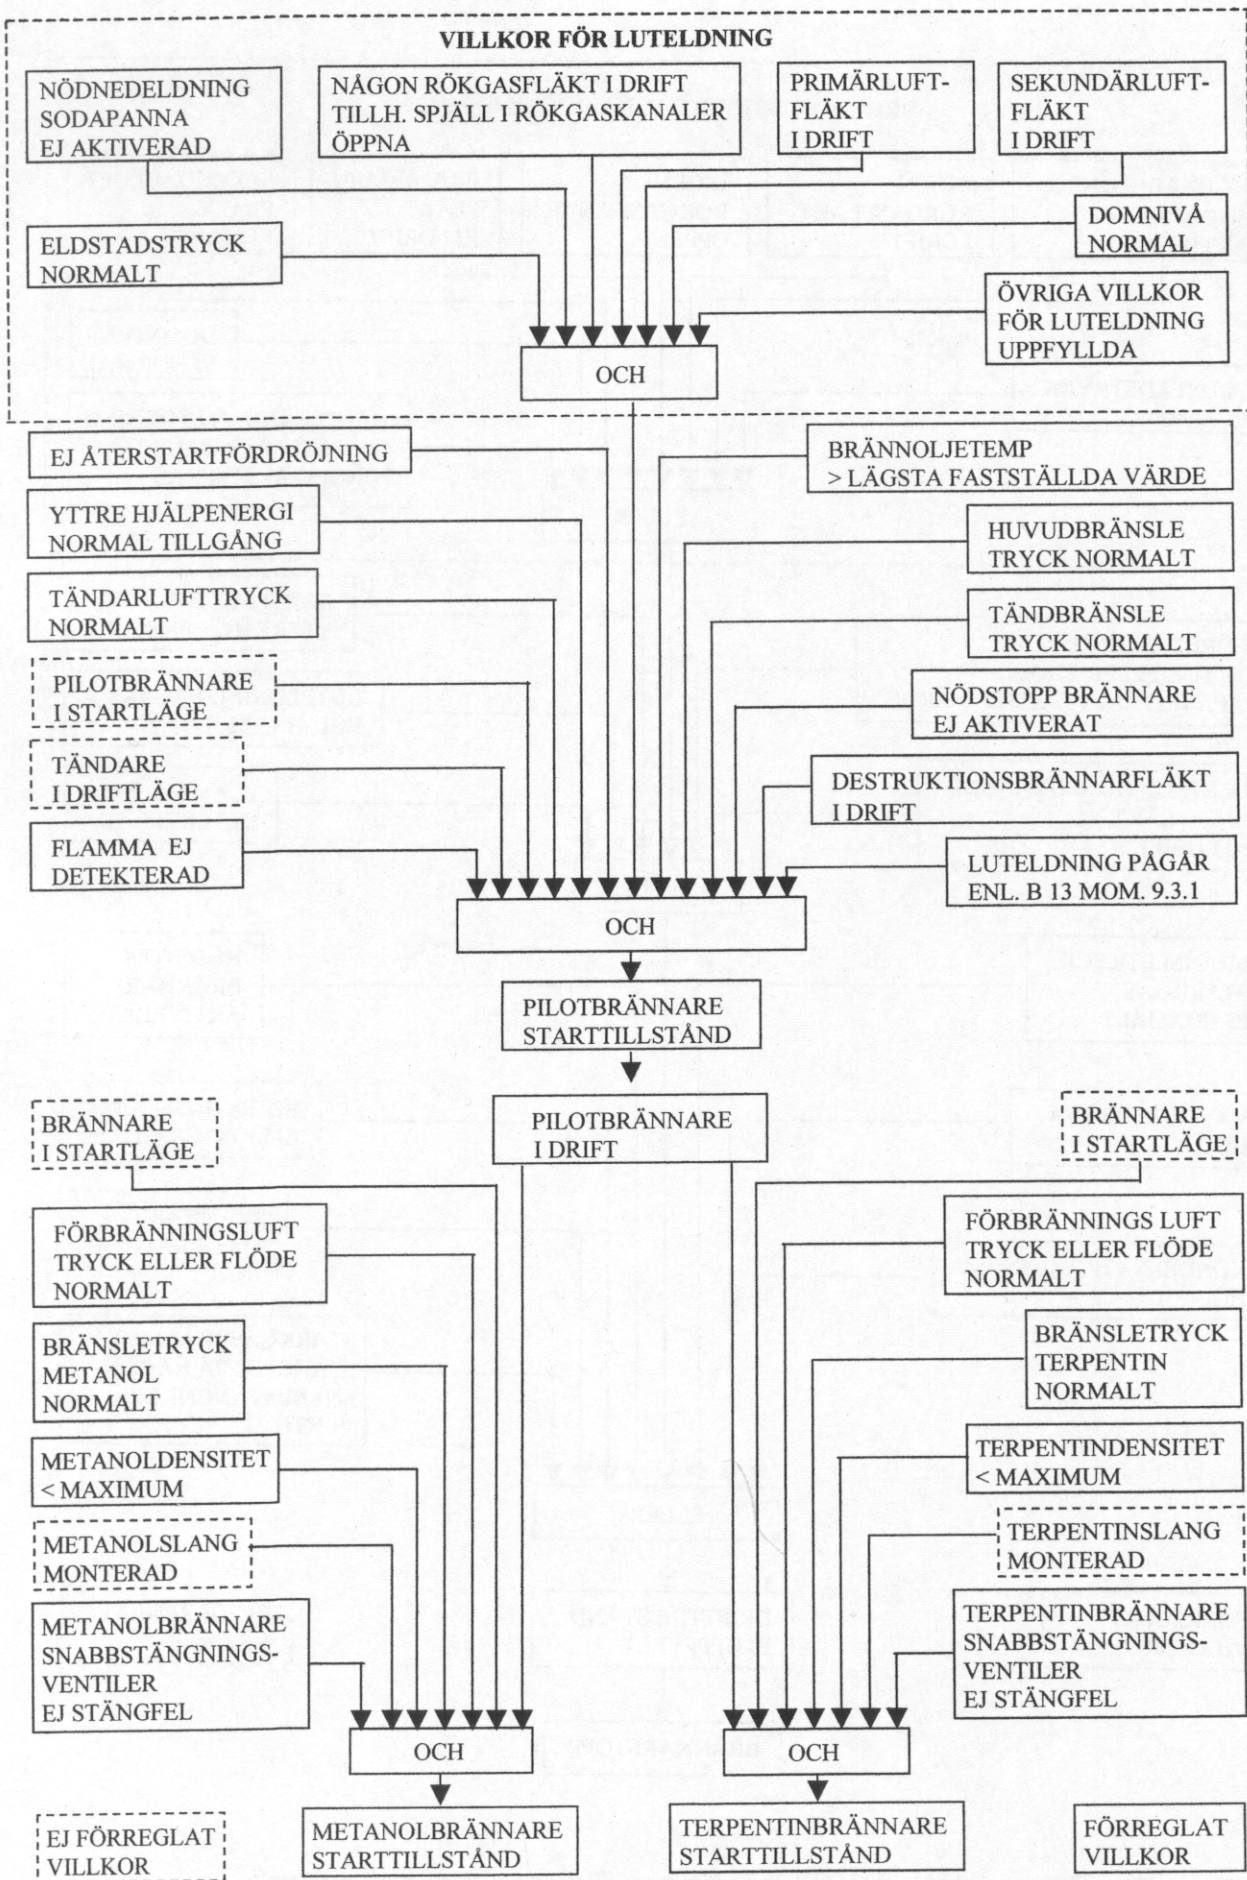 VILLKOR FÖR LUTELDNING
NÖDNEDELDNING
SODAPANNA
EJ AKTIVERAD
NÅGON RÖKGASFLÄKT I DRIFT
TILLH. SPJÄLL I RÖKGASKANALER
ÖPPNA
PRIMÄRLUFT-
FLÄKT
I DRIFT
SEKUNDÄRLUFT-
FLÄKT
I DRIFT
ELDSTADSTRYCK
NORMALT
DOMNIVÅ
NORMAL
ÖVRIGA VILLKOR
FÖR LUTELDNING
UPPFYLLDA
OCH
EJ ÅTERSTARTFÖRDRÖJNING
BRÄNNOLJETEMP
> LÄGSTA FASTSTÄLLDA VÄRDE
YTTRE HJÄLPENERGI
NORMAL TILLGÅNG
HUVUDBRÄNSLE
TRYCK NORMALT
TÄNDARLUFTTRYCK
NORMALT
TÄNDBRÄNSLE
TRYCK NORMALT
PILOTBRÄNNARE
I STARTLÄGE
NÖDSTOPP BRÄNNARE
EJ AKTIVERAT
TÄNDARE
I DRIFTLÄGE
DESTRUKTIONSBRÄNNARFLÄKT
I DRIFT
FLAMMA EJ
DETEKTERAD
LUTELDNING PÅGÅR
ENL. B 13 MOM. 9.3.1
OCH
PILOTBRÄNNARE
STARTTILLSTÅND
PILOTBRÄNNARE
I DRIFT
BRÄNNARE
I STARTLÄGE
BRÄNNARE
I STARTLÄGE
FÖRBRÄNNINGSLUFT
TRYCK ELLER FLÖDE
NORMALT
FÖRBRÄNNINGS LUFT
TRYCK ELLER FLÖDE
NORMALT
BRÄNSLETRYCK
METANOL
NORMALT
BRÄNSLETRYCK
TERPENTIN
NORMALT
METANOLDENSITET
< MAXIMUM
TERPENTINDENSITET
< MAXIMUM
METANOLSLANG
MONTERAD
TERPENTINSLANG
MONTERAD
METANOLBRÄNNARE
SNABBSTÄNGNINGS-
VENTILER
EJ STÄNGFEL
TERPENTINBRÄNNARE
SNABBSTÄNGNINGS-
VENTILER
EJ STÄNGFEL
OCH
OCH
EJ FÖRREGLAT
VILLKOR
METANOLBRÄNNARE
STARTTILLSTÅND
TERPENTINBRÄNNARE
STARTTILLSTÅND
FÖRREGLAT
VILLKOR